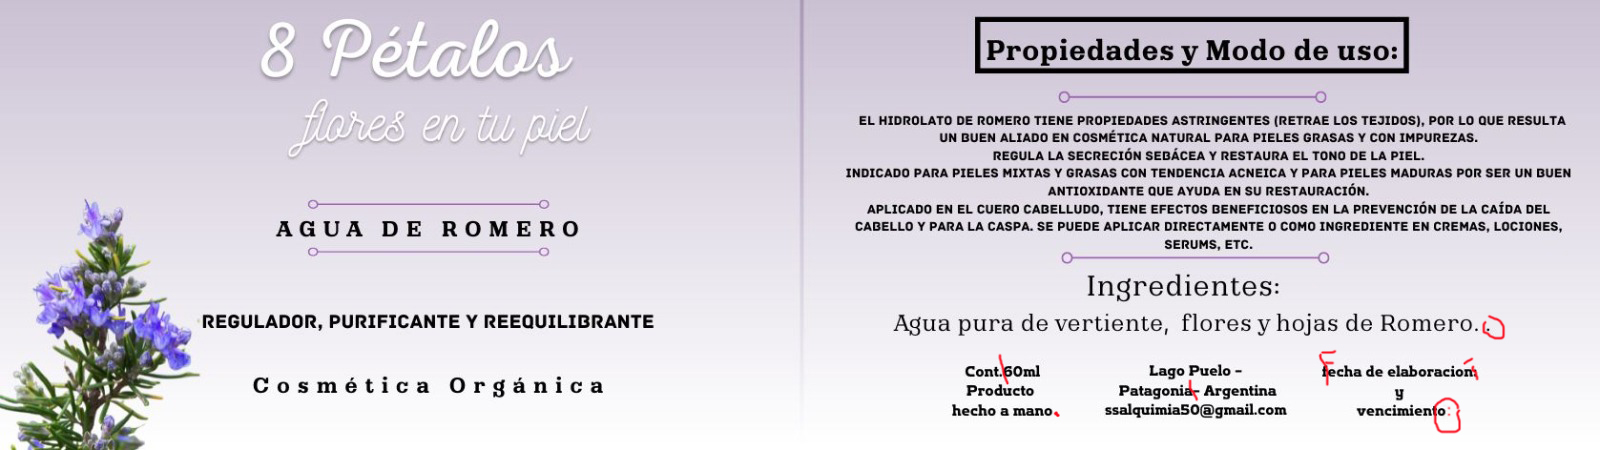 8 Pétalos
flores en tu piel
AGUA DE ROMERO
REGULADOR, PURIFICANTE Y REEQUILIBRANTE
Cosmética Orgánica
Propiedades y Modo de uso:
EL HIDROLATO DE ROMERO TIENE PROPIEDADES ASTRINGENTES (RETRAE LOS TEJIDOS), POR LO QUE RESULTA
UN BUEN ALIADO EN COSMÉTICA NATURAL PARA PIELES GRASAS Y CON IMPUREZAS.
REGULA LA SECRECIÓN SEBÁCEA Y RESTAURA EL TONO DE LA PIEL.
INDICADO PARA PIELES MIXTAS Y GRASAS CON TENDENCIA ACNEICA Y PARA PIELES MADURAS POR SER UN BUEN
ANTIOXIDANTE QUE AYUDA EN SU RESTAURACIÓN.
APLICADO EN EL CUERO CABELLUDO, TIENE EFECTOS BENEFICIOSOS EN LA PREVENCIÓN DE LA CAÍDA DEL
CABELLO Y PARA LA CASPA. SE PUEDE APLICAR DIRECTAMENTE O COMO INGREDIENTE EN CREMAS, LOCIONES,
SERUMS, ETC.
Ingredientes:
Agua pura de vertiente, flores y hojas de Romero..
Cont.60ml
Producto
hecho a mano.
Lago Puelo -
Patagonia- Argentina
ssalquimia50@gmail.com
fecha de elaboracion
y
vencimiento: